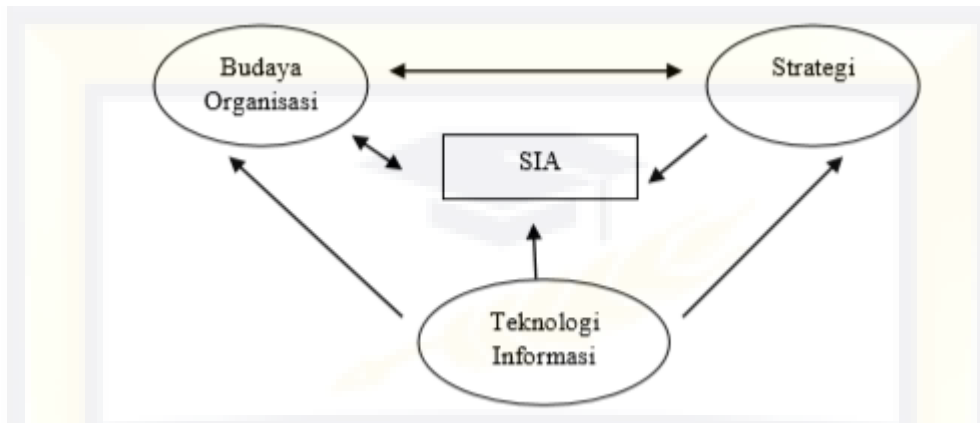 Budaya
Organisasi
Strategi
SIA
Teknologi
Informasi